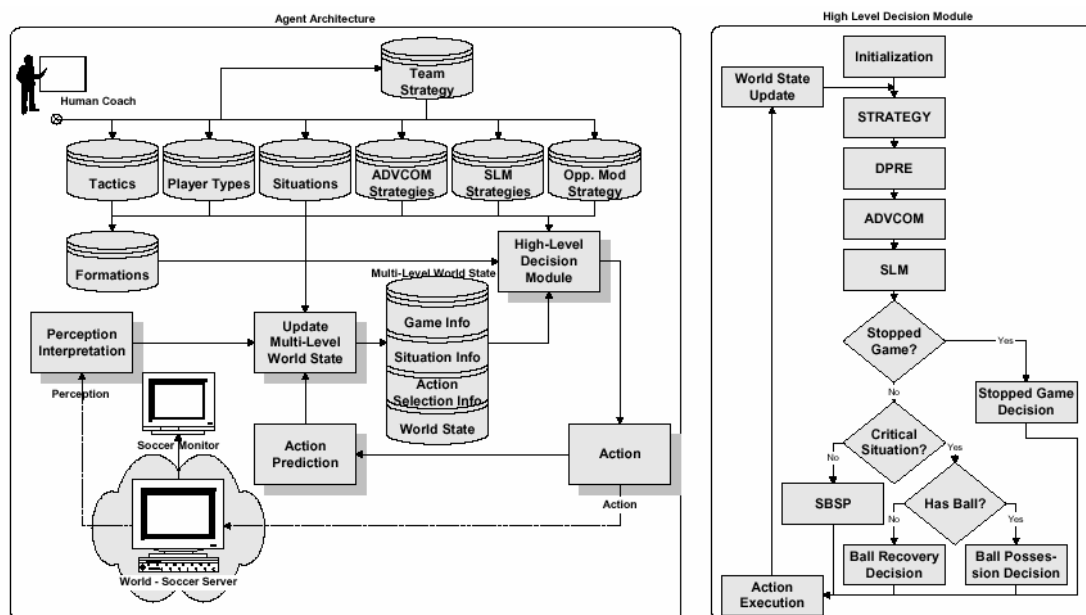 Agent Architecture
Team
Strategy
Human Coach
Tactics
Player Types
Situations
ADVCOM
Strategies
SLM
Strategies
Opp. Mod
Strategy
Formations
High-Level
Decision
Module
Multi-Level World State
Game Info
Situation Info
Action
Selection Info
World State
Perception
Interpretation
Update
Multi-Level
World State
Perception
Soccer Monitor
Action
Prediction
Action
Action
World - Soccer Server
High Level Decision Module
Initialization
World State
Update
STRATEGY
DPRE
ADVCOM
SLM
Stopped
Game?
Yes
No
Stopped Game
Decision
Critical
Situation?
No
Yes
SBSP
Has Ball?
No
Yes
Ball Recovery
Decision
Ball Posses-
sion Decision
Action
Execution